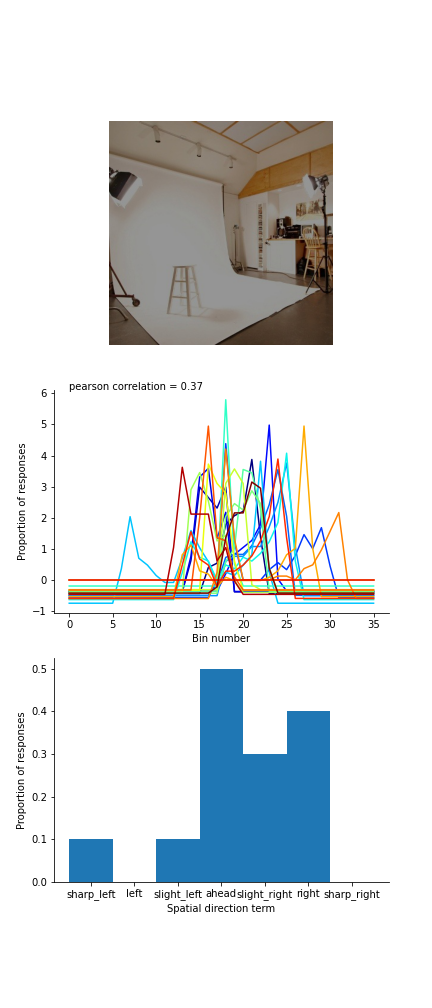 pearson correlation = 0.37
Proportion of responses
6
5
4
3
2
1
0
−1
0 5 10 15 20 25 30 35
Bin number
Proportion of responses
0.5
0.4
0.3
0.2
0.1
0.0
sharp_left left slight_left ahead slight_right right sharp_right
Spatial direction term